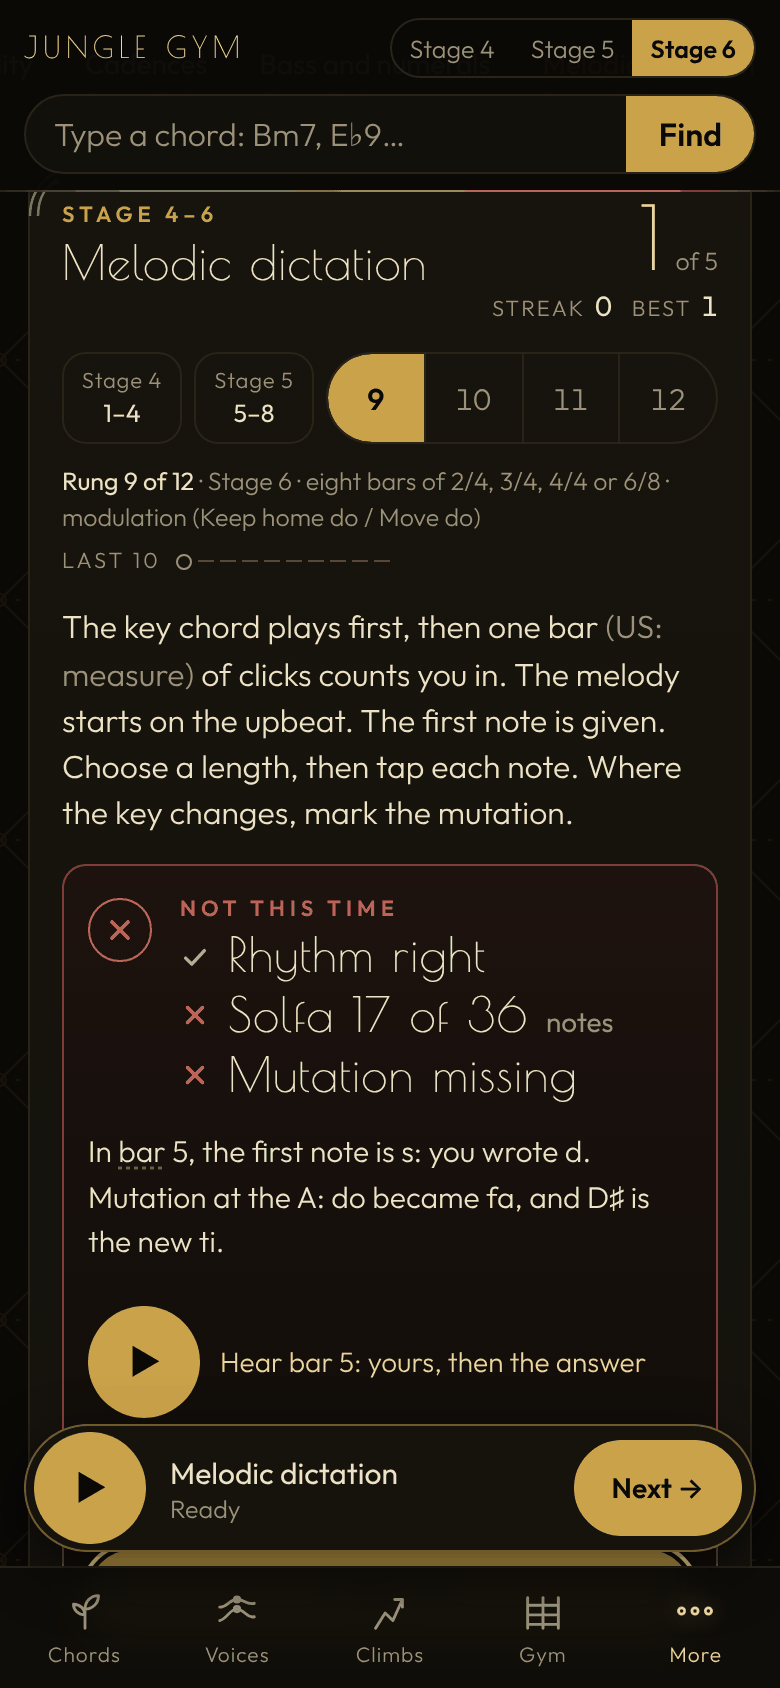 JUNGLE GYM
Stage 4
Stage 5
Stage 6
Cadences
Bass and numerals
Type a chord: Bm7, E♭9...
Find
STAGE 4–6
Melodic dictation
1 of 5
STREAK 0 BEST 1
Stage 4
1–4
Stage 5
5–8
9
10
11
12
Rung 9 of 12 · Stage 6 · eight bars of 2/4, 3/4, 4/4 or 6/8 ·
modulation (Keep home do / Move do)
LAST 10
The key chord plays first, then one bar (US:
measure) of clicks counts you in. The melody
starts on the upbeat. The first note is given.
Choose a length, then tap each note. Where
the key changes, mark the mutation.
NOT THIS TIME
Rhythm right
Solfa 17 of 36 notes
Mutation missing
In bar 5, the first note is s: you wrote d.
Mutation at the A: do became fa, and D♯ is
the new ti.
Hear bar 5: yours, then the answer
Melodic dictation
Ready
Next →
Chords
Voices
Climbs
Gym
More